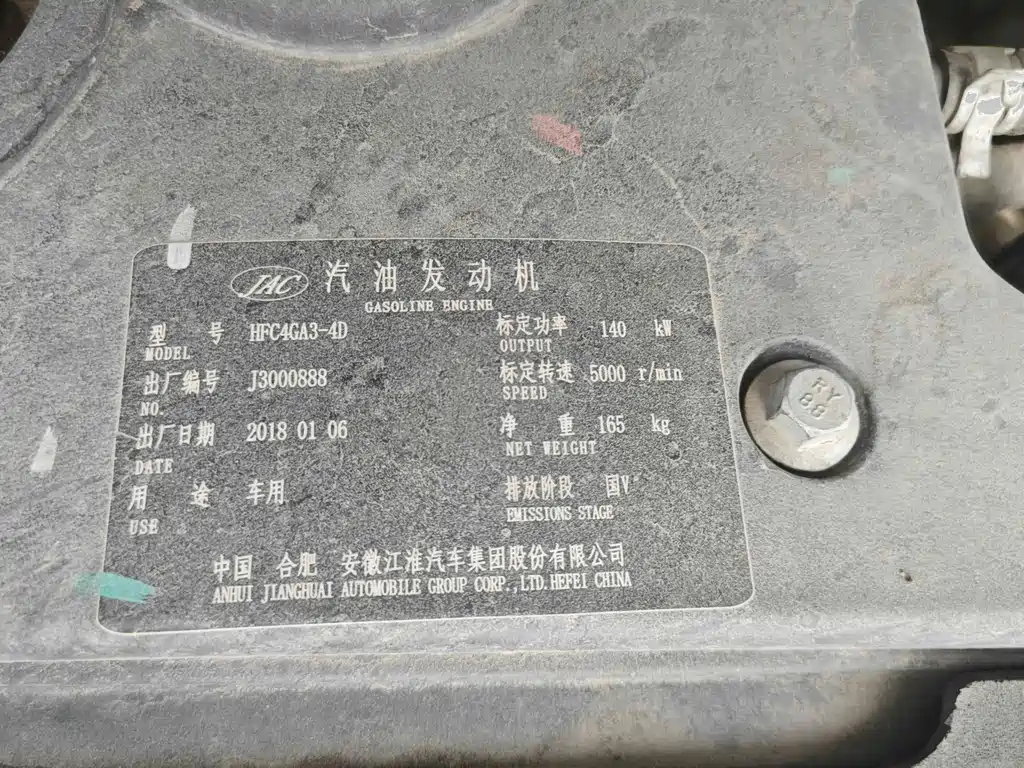 JAC 汽油发动机
GASOLINE ENGINE
型 号 HFC4GA3-4D
MODEL
出厂编号 J3000888
NO.
出厂日期 2018 01 06
DATE
用 途 车用
USE
标定功率 140 kW
OUTPUT
标定转速 5000 r/min
SPEED
净 重 165 kg
NET WEIGHT
排放阶段 国V
EMISSIONS STAGE
中国 合肥 安徽江淮汽车集团股份有限公司
ANHUI JIANGHUAI AUTOMOBILE GROUP CORP.,LTD.HEFEI CHINA
RY
88